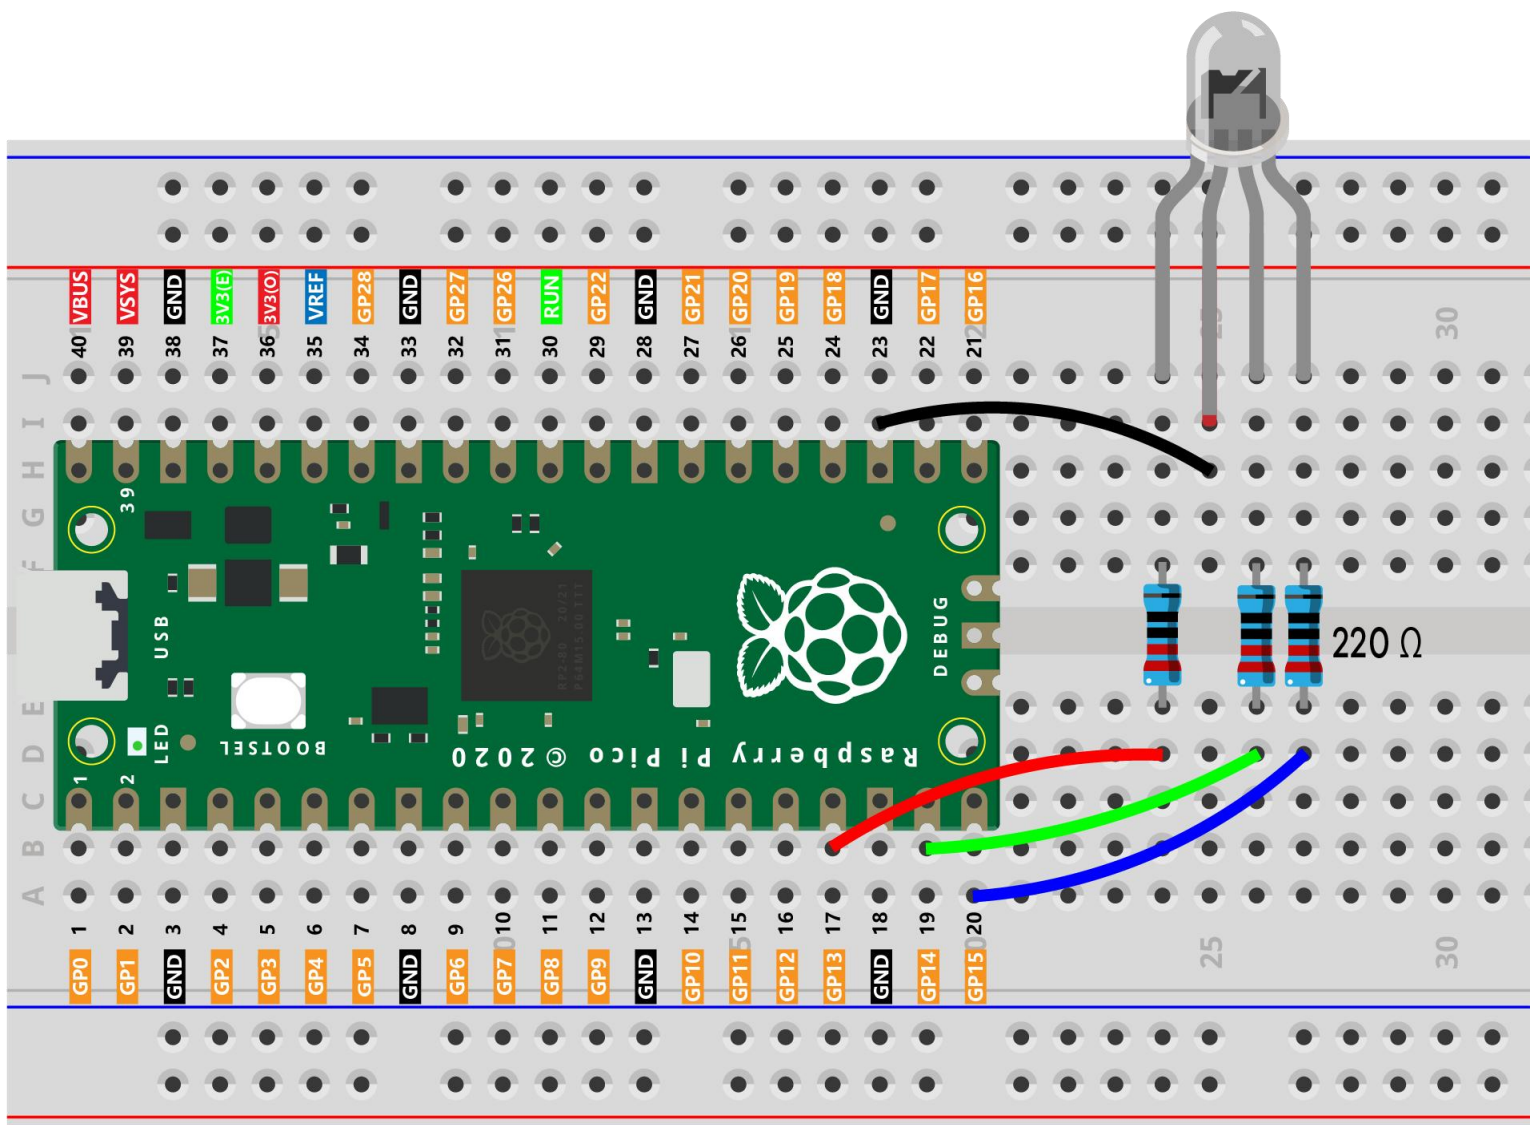 VBUS VSYS GND 3V3(E) 3V3(O) VREF GP28 GND GP27 GP26 RUN GP22 GND GP21 GP20 GP19 GP18 GND GP17 GP16
40 39 38 37 36 35 34 33 32 31 30 29 28 27 26 25 24 23 22 21
30
J
I
H
G
F
E
D
C
B
A
39
USB
DEBUG
220 Ω
LED
BOOTSEL
Raspberry Pi Pico © 2020
1 2
1 2 3 4 5 6 7 8 9 10 11 12 13 14 15 16 17 18 19 20
25 30
GP0 GP1 GND GP2 GP3 GP4 GP5 GND GP6 GP7 GP8 GP9 GND GP10 GP11 GP12 GP13 GND GP14 GP15